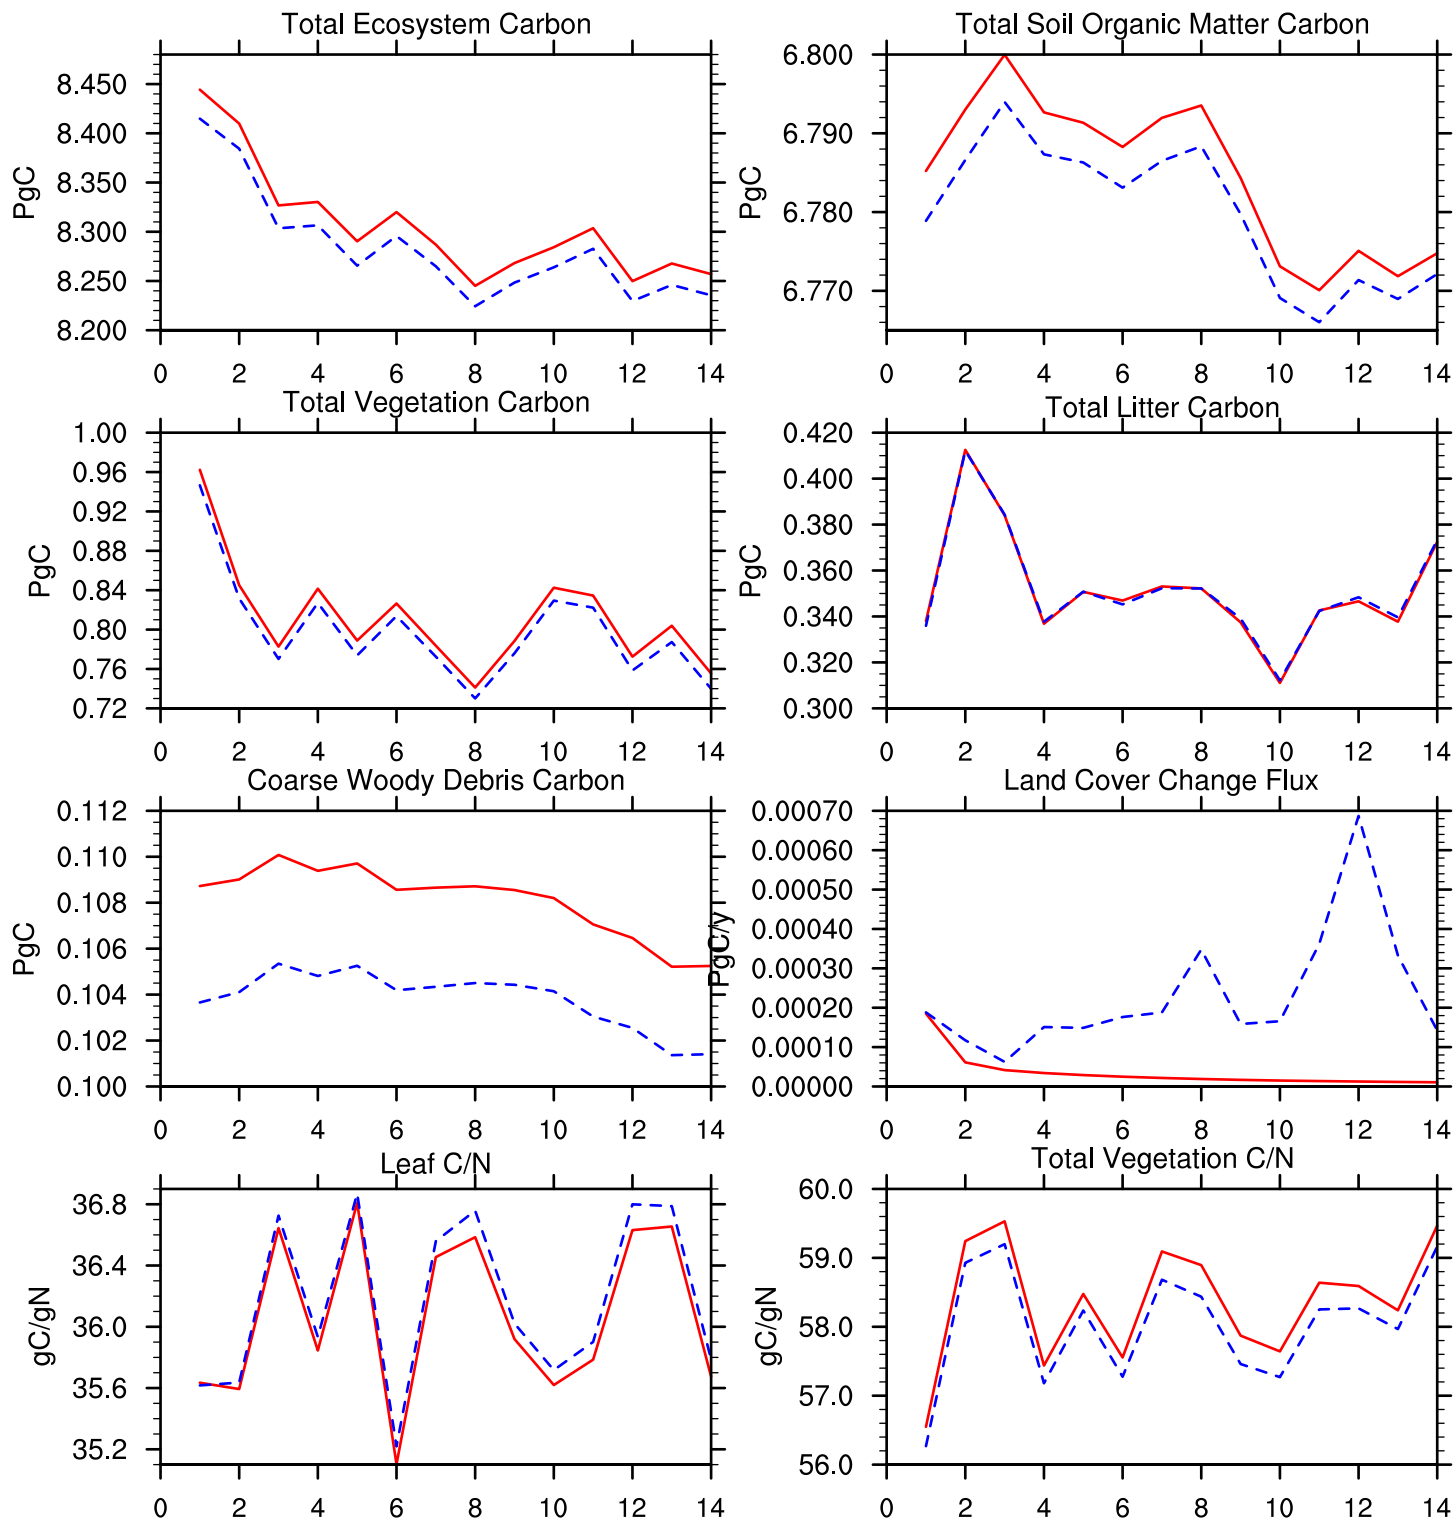 Total Ecosystem Carbon
PgC
8.450
8.400
8.350
8.300
8.250
8.200
0 2 4 6 8 10 12 14
Total Soil Organic Matter Carbon
PgC
6.800
6.790
6.780
6.770
0 2 4 6 8 10 12 14
Total Vegetation Carbon
PgC
1.00
0.96
0.92
0.88
0.84
0.80
0.76
0.72
0 2 4 6 8 10 12 14
Total Litter Carbon
PgC
0.420
0.400
0.380
0.360
0.340
0.320
0.300
0 2 4 6 8 10 12 14
Coarse Woody Debris Carbon
PgC
0.112
0.110
0.108
0.106
0.104
0.102
0.100
0 2 4 6 8 10 12 14
Land Cover Change Flux
PgC/y
0.00070
0.00060
0.00050
0.00040
0.00030
0.00020
0.00010
0.00000
0 2 4 6 8 10 12 14
Leaf C/N
gC/gN
36.8
36.4
36.0
35.6
35.2
0 2 4 6 8 10 12 14
Total Vegetation C/N
gC/gN
60.0
59.0
58.0
57.0
56.0
0 2 4 6 8 10 12 14